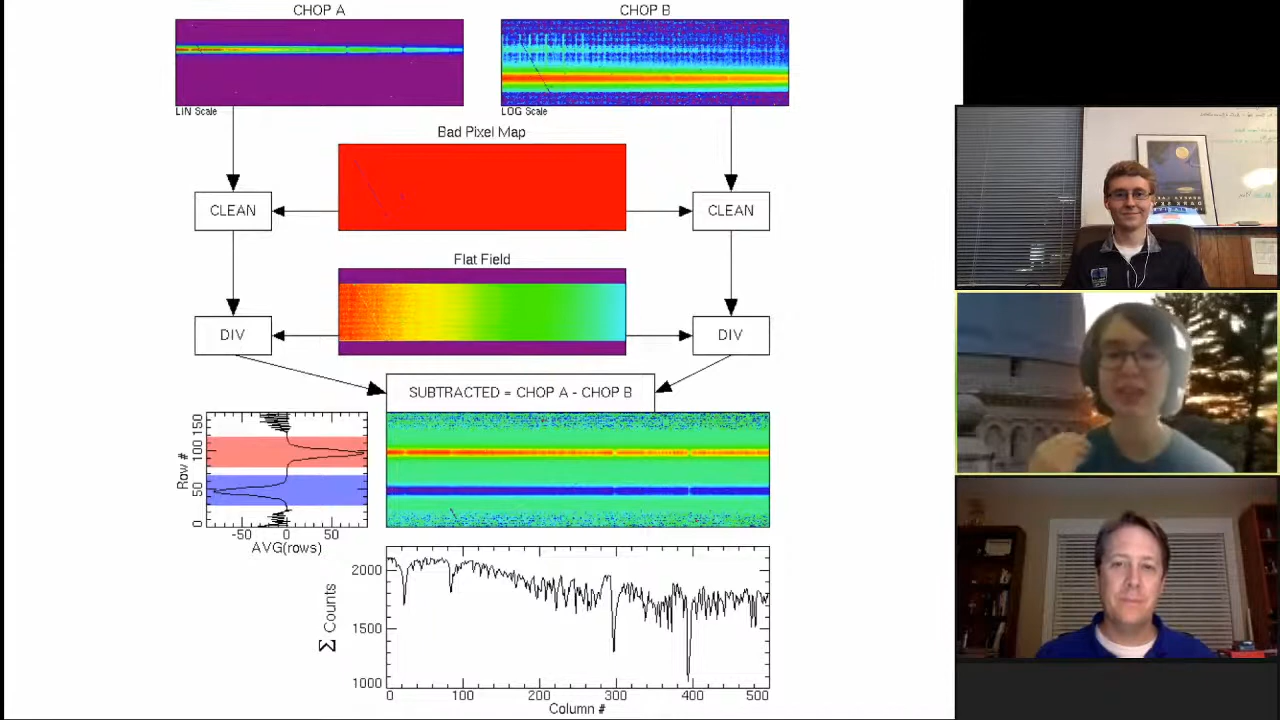 CHOP A
CHOP B
LIN Scale
LOG Scale
Bad Pixel Map
CLEAN
CLEAN
Flat Field
DIV
DIV
SUBTRACTED = CHOP A - CHOP B
Row #
0 50 100 150
-50 0 50
AVG(rows)
Σ Counts
2000
1500
1000
0 100 200 300 400 500
Column #